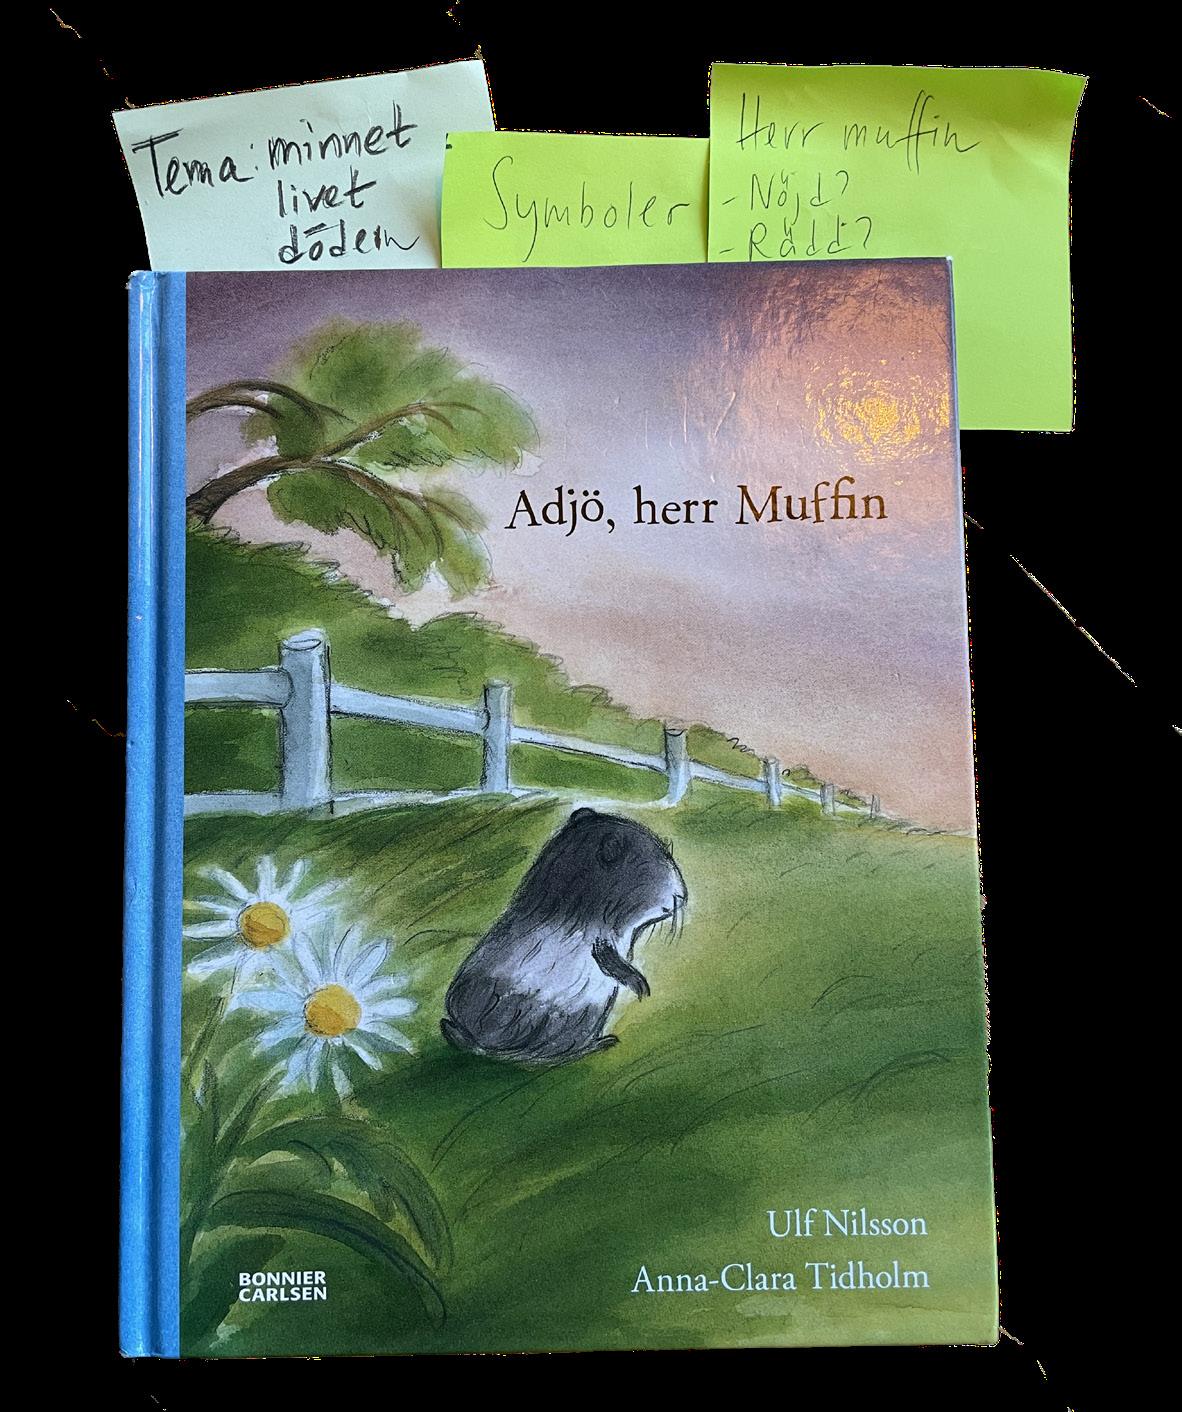 Tema: minnet
livet
döden
Symboler
Herr muffin
- Nöjd?
- Rädd?
Adjö, herr Muffin
Ulf Nilsson
Anna-Clara Tidholm
BONNIER
CARLSEN